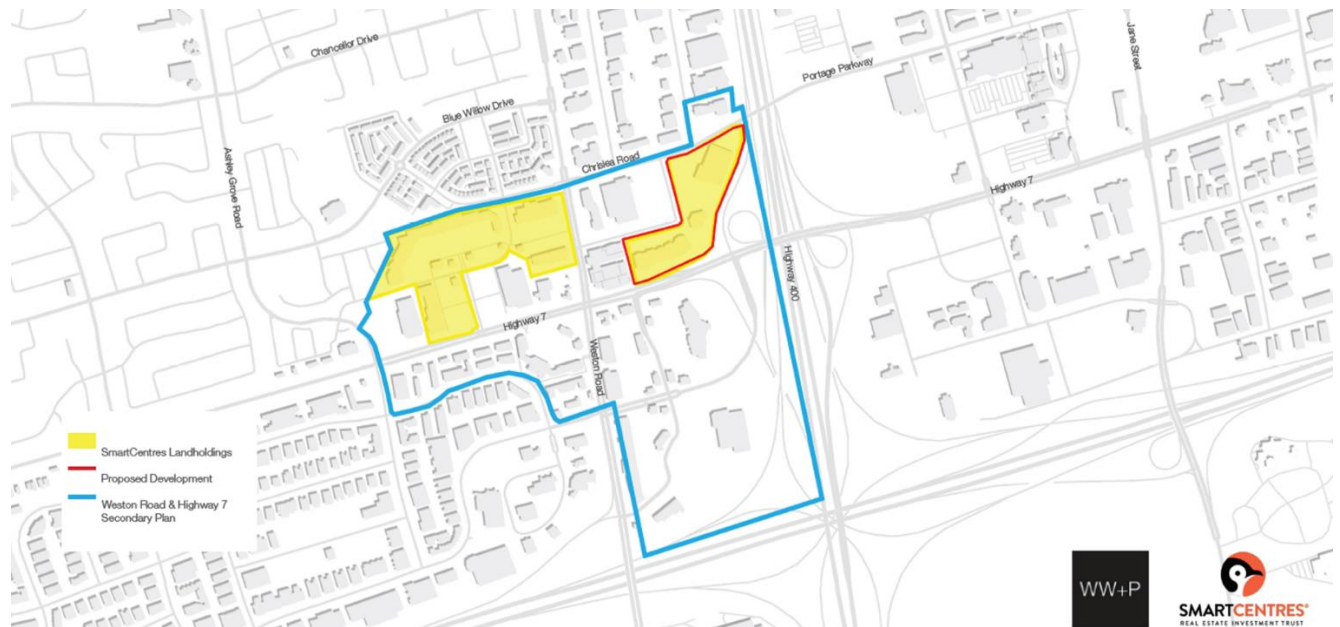 Chancellor Drive
Jane Street
Portage Parkway
Blue Willow Drive
Ashley Grove Road
Chrislea Road
Highway 7
Highway 400
Highway 7
Weston Road
SmartCentres Landholdings
Proposed Development
Weston Road & Highway 7
Secondary Plan
WW+P
SMARTCENTRES®
REAL ESTATE INVESTMENT TRUST